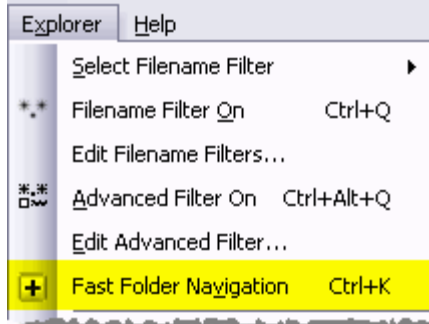 Explorer Help
Select Filename Filter
Filename Filter On Ctrl+Q
Edit Filename Filters...
Advanced Filter On Ctrl+Alt+Q
Edit Advanced Filter...
Fast Folder Navigation Ctrl+K